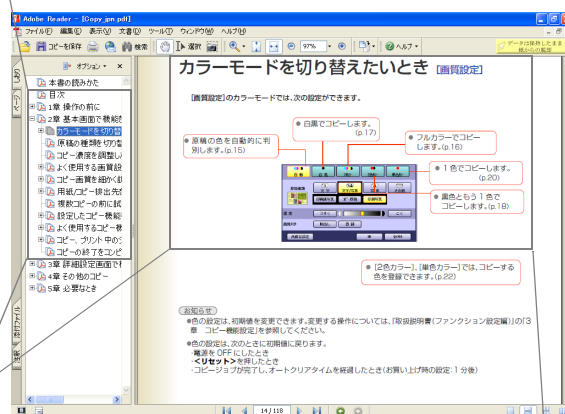 Adobe Reader - [Copy_jpn.pdf]
ファイル(F) 編集(E) 表示(V) 文書(D) ツール(T) ウィンドウ(W) ヘルプ(H)
コピーを保存 検索 選択 97% ヘルプ データは保持したまま
オプション
本書の読みかた
目次
1章 操作の前に
2章 基本画面で機能を
カラーモードを切り替
原稿の種類を切り替
コピー濃度を調整し
よく使用する画質設
コピー画質を細かく
用紙/コピー排出先
複数コピーの前に試
設定したコピー機能
よく使用するコピー機
コピー、プリント中の
コピーの終了をコンピ
3章 詳細設定画面で
4章 その他のコピー
5章 必要なとき
カラーモードを切り替えたいとき [画質設定]
[画質設定]のカラーモードでは、次の設定ができます。
● 白黒でコピーします。
(p.17)
● 原稿の色を自動的に判
別します。(p.15)
● フルカラーでコピー
します。(p.16)
● 1色でコピーします。
(p.20)
● 黒色ともう1色で
コピーします。(p.18)
● [2色カラー]、[単色カラー]では、コピーする
色を登録できます。(p.22)
お知らせ
●色の設定は、初期値を変更できます。変更する操作については、『取扱説明書(ファンクション設定編)』の「3
章 コピー機能設定」を参照してください。
●色の設定は、次のときに初期値に戻ります。
·電源を OFF にしたとき
·<リセット>を押したとき
·コピージョブが完了し、オートクリアタイムを経過したとき(お買い上げ時の設定:1分後)
14/118